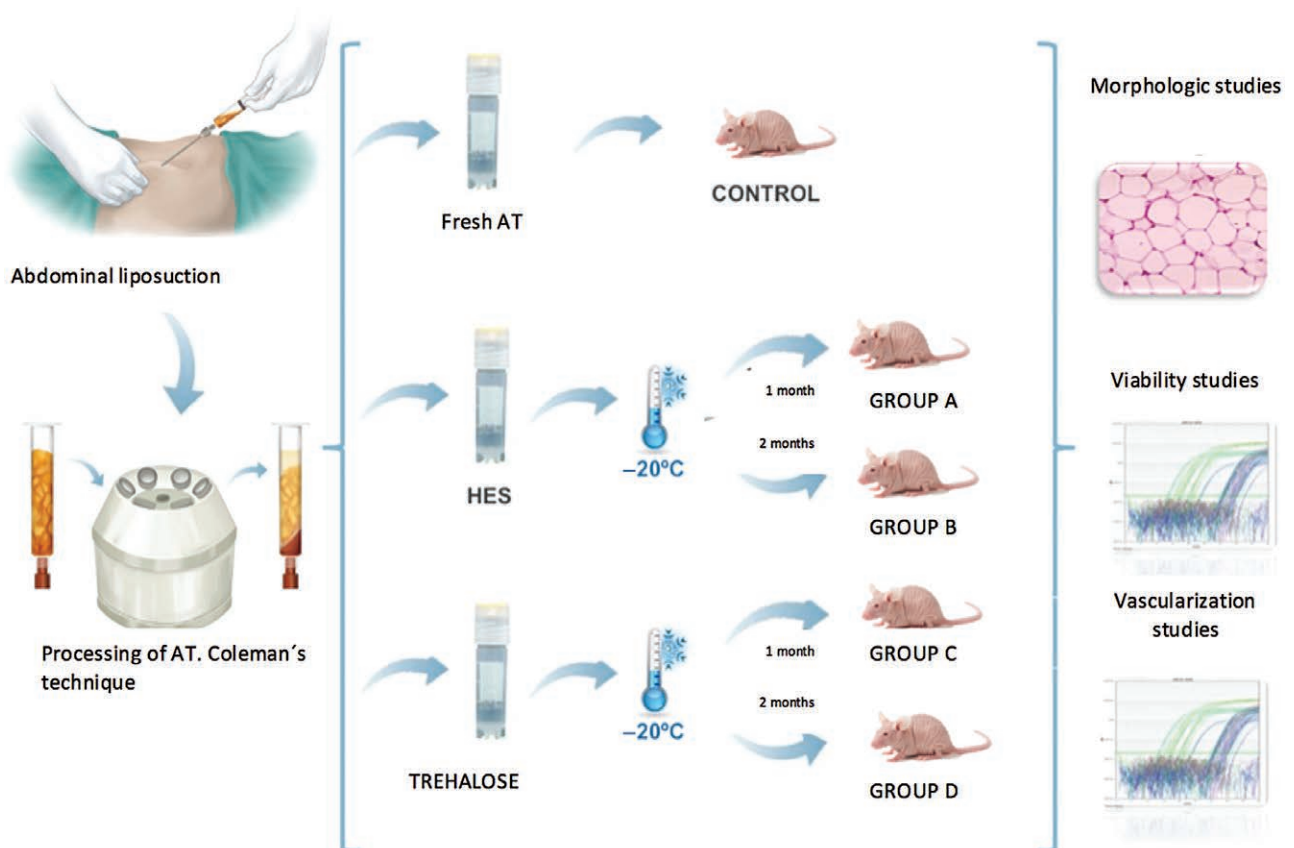 Abdominal liposuction
Processing of AT. Coleman´s
technique
Fresh AT
CONTROL
HES
–20ºC
1 month
2 months
GROUP A
GROUP B
TREHALOSE
–20ºC
1 month
2 months
GROUP C
GROUP D
Morphologic studies
Viability studies
Vascularization
studies